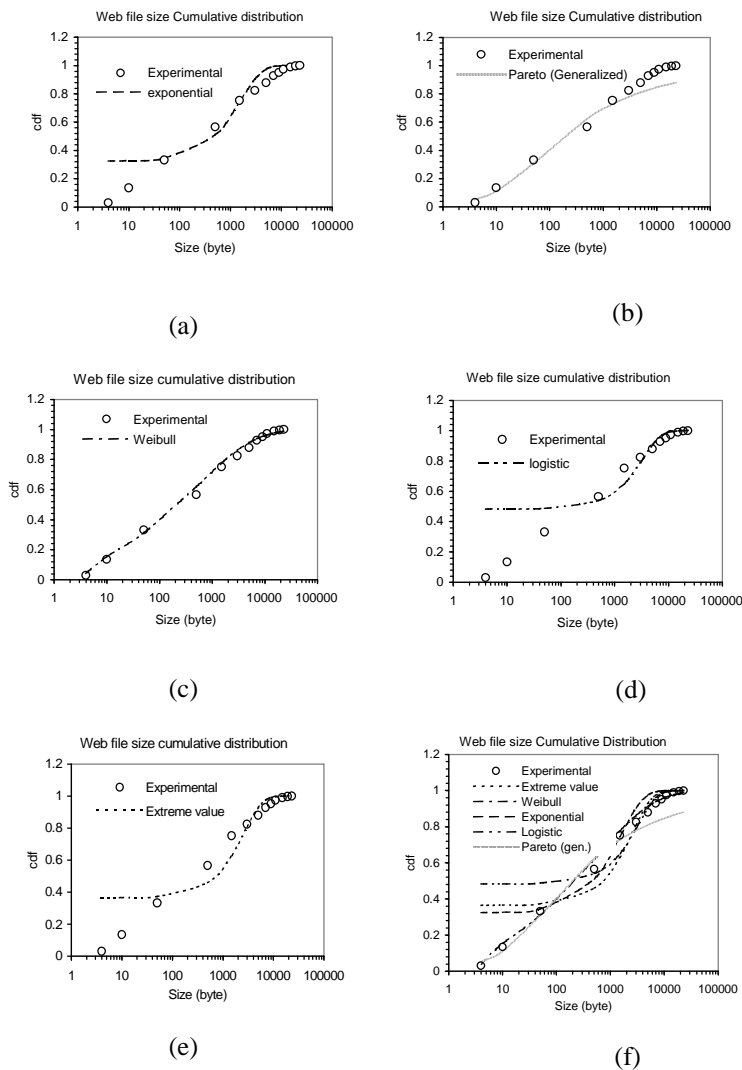 Web file size Cumulative distribution
1.2
1
0.8
0.6
0.4
0.2
0
cdf
Experimental
exponential
1 10 100 1000 10000 100000
Size (byte)
(a)
Web file size Cumulative distribution
1.2
1
0.8
0.6
0.4
0.2
0
cdf
Experimental
Pareto (Generalized)
1 10 100 1000 10000 100000
Size (byte)
(b)
Web file size cumulative distribution
1.2
1
0.8
0.6
0.4
0.2
0
cdf
Experimental
Weibull
1 10 100 1000 10000 100000
Size (byte)
(c)
Web file size cumulative distribution
1.2
1
0.8
0.6
0.4
0.2
0
cdf
Experimental
logistic
1 10 100 1000 10000 100000
Size (byte)
(d)
Web file size cumulative distribution
1.2
1
0.8
0.6
0.4
0.2
0
cdf
Experimental
Extreme value
1 10 100 1000 10000 100000
Size (byte)
(e)
Web file size Cumulative Distribution
1.2
1
0.8
0.6
0.4
0.2
0
cdf
Experimental
Extreme value
Weibull
Exponential
Logistic
Pareto (gen.)
1 10 100 1000 10000 100000
Size (byte)
(f)